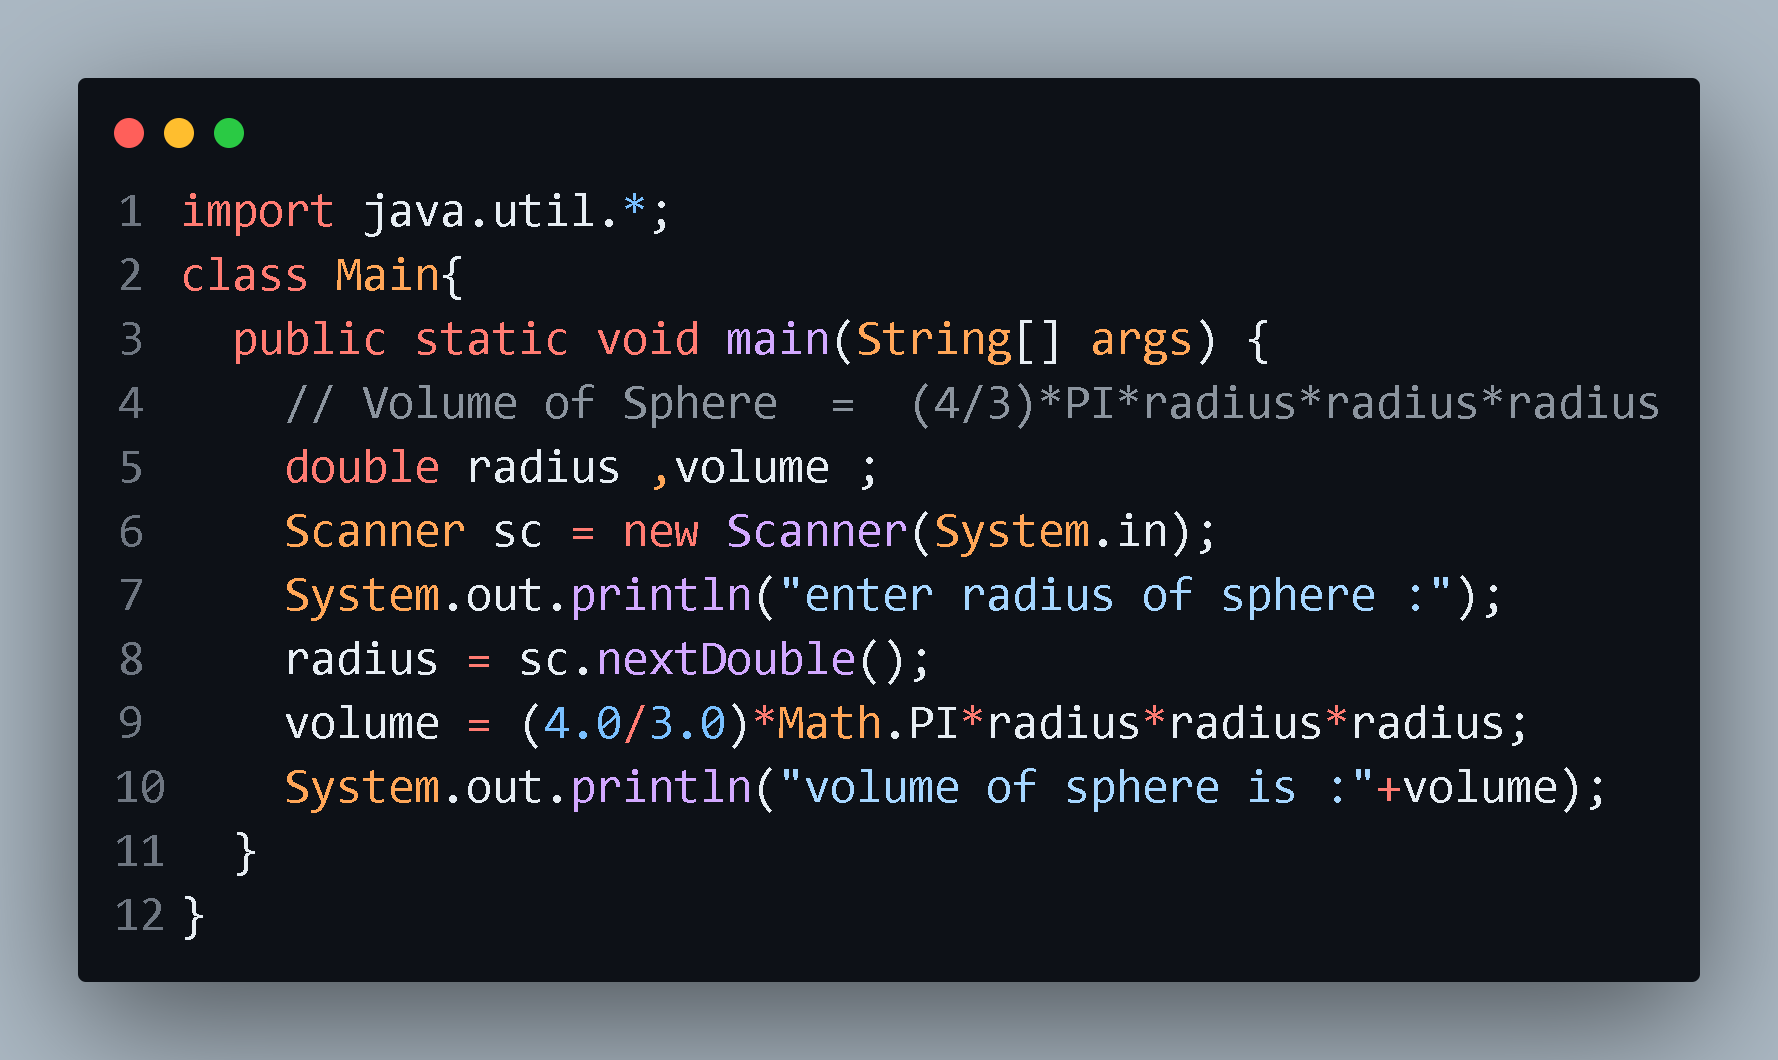 1 import java.util.*;
2 class Main{
3   public static void main(String[] args) {
4     // Volume of Sphere  =  (4/3)*PI*radius*radius*radius
5     double radius ,volume ;
6     Scanner sc = new Scanner(System.in);
7     System.out.println("enter radius of sphere :");
8     radius = sc.nextDouble();
9     volume = (4.0/3.0)*Math.PI*radius*radius*radius;
10     System.out.println("volume of sphere is :"+volume);
11   }
12 }